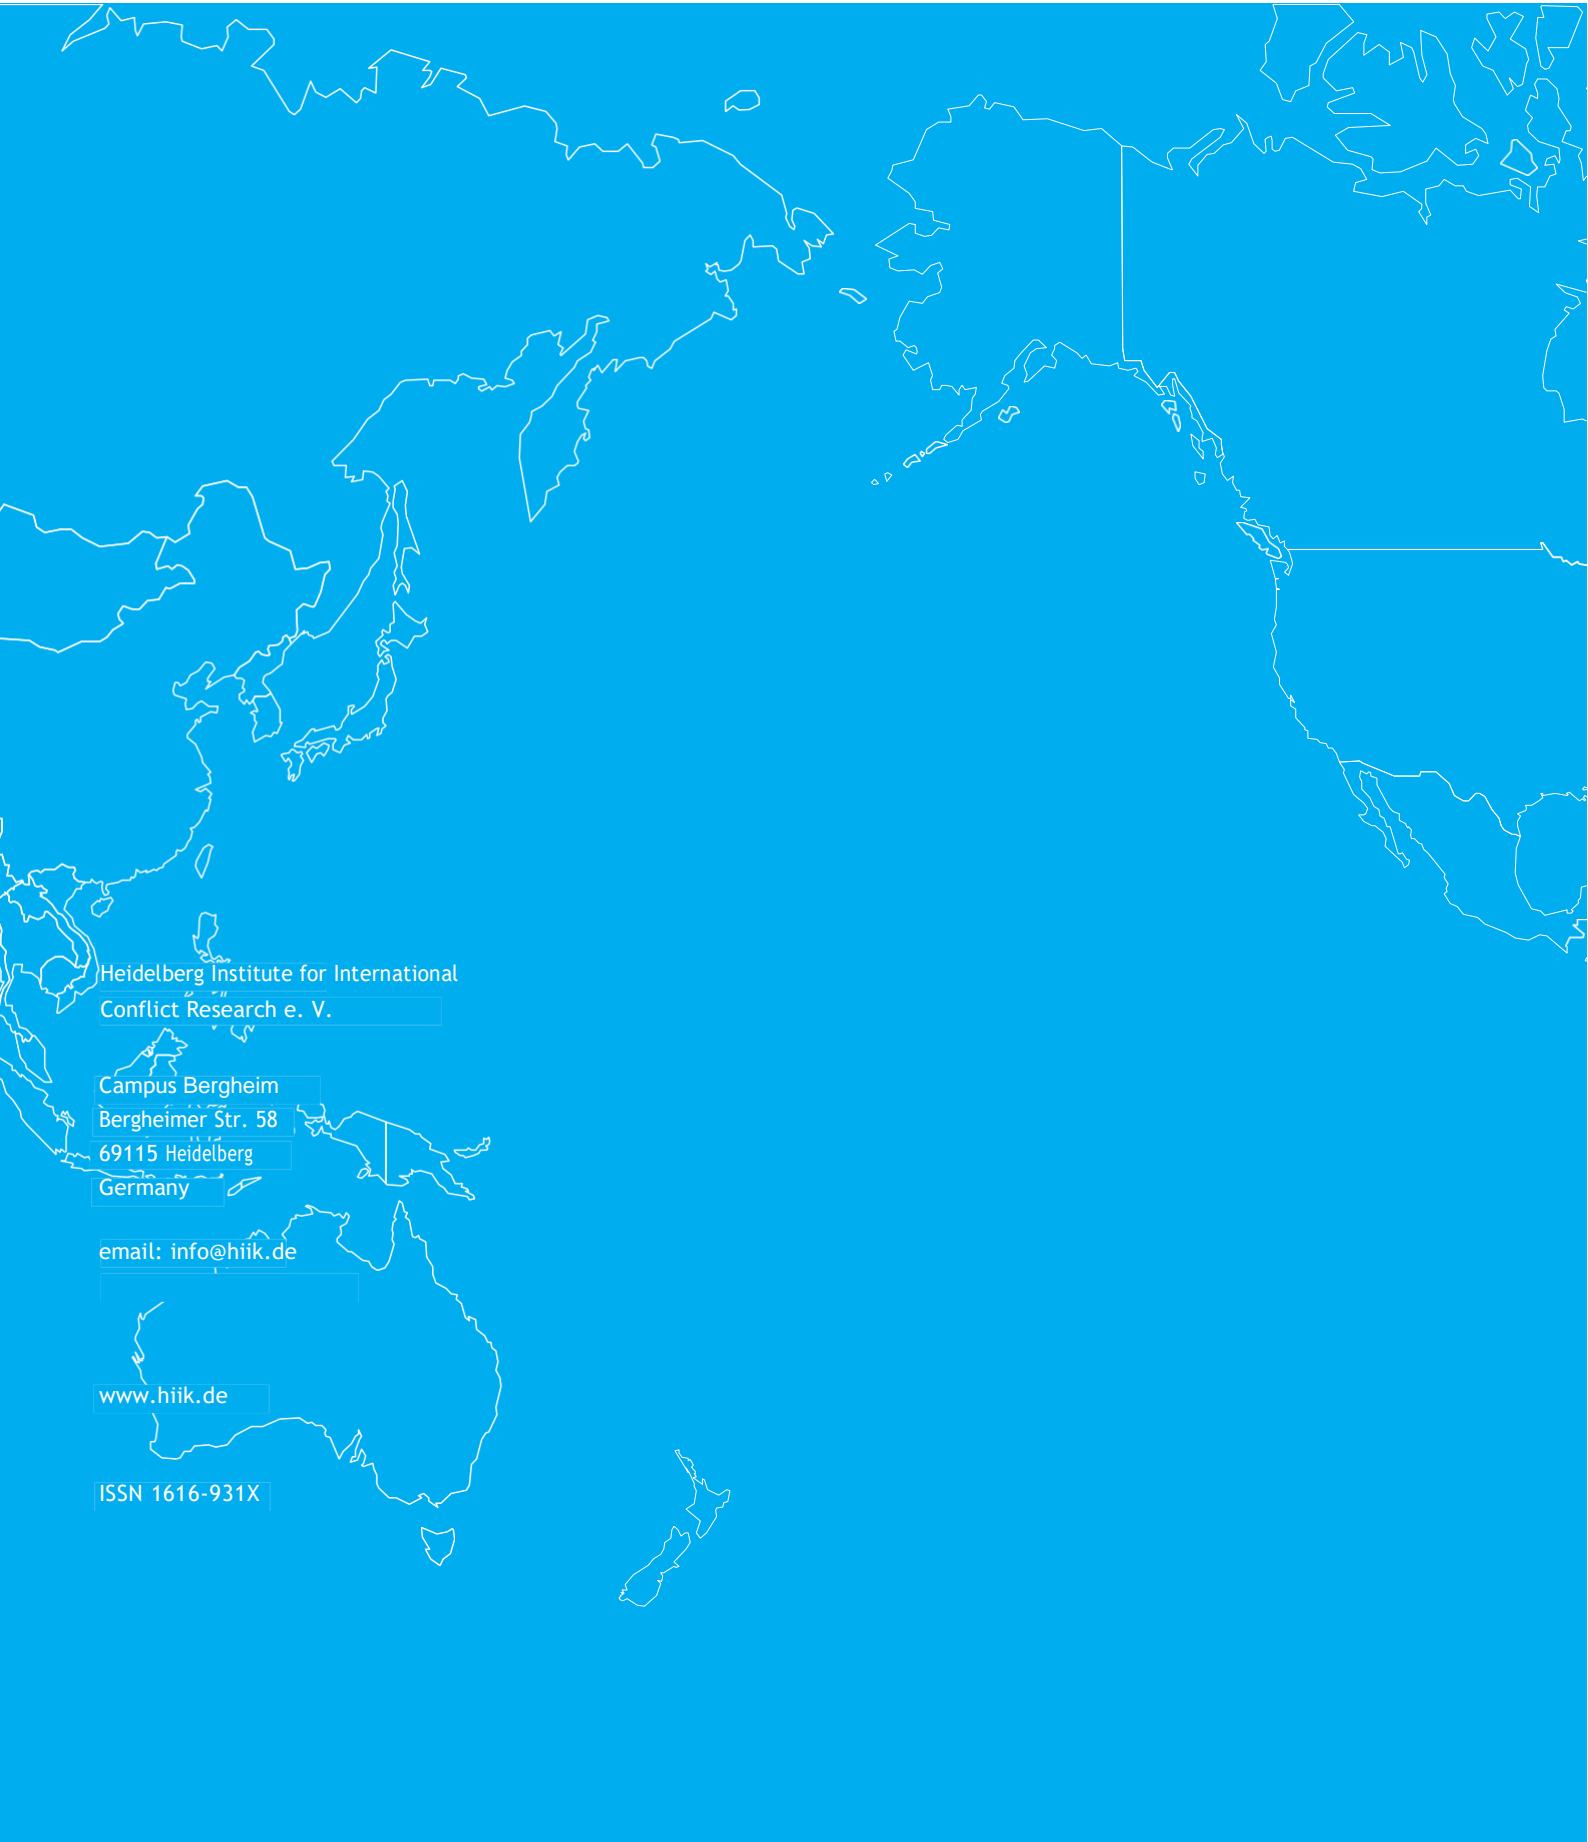 Heidelberg Institute for International
Conflict Research e. V.
Campus Bergheim
Bergheimer Str. 58
69115 Heidelberg
Germany
email: info@hiik.de
www.hiik.de
ISSN 1616-931X